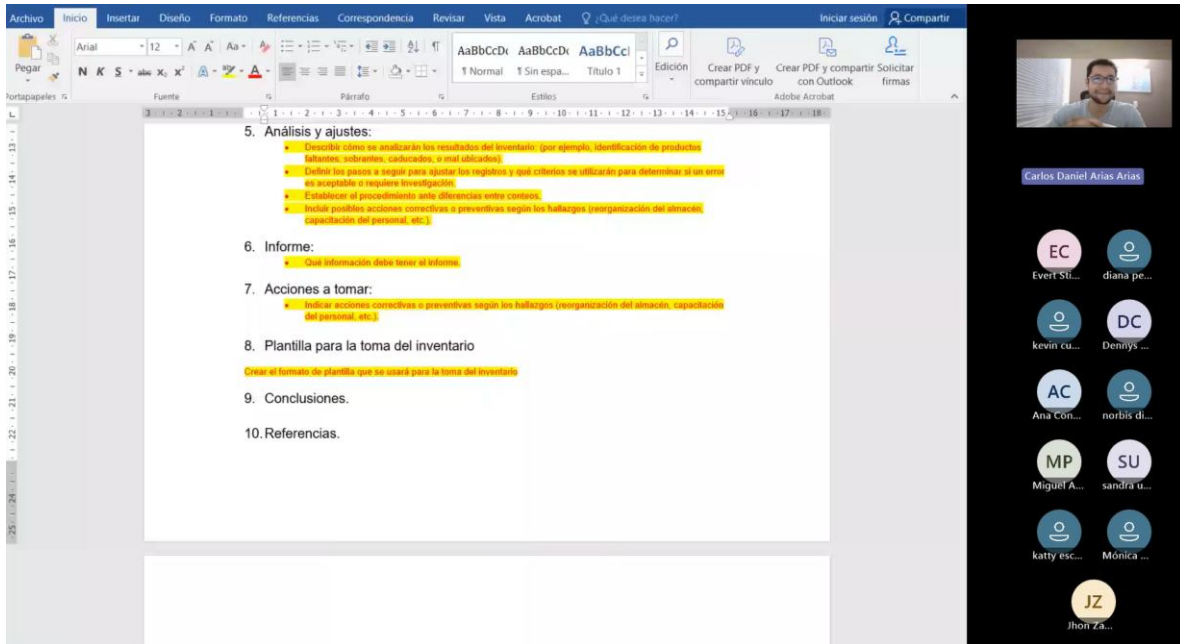 Archivo Inicio Insertar Diseño Formato Referencias Correspondencia Revisar Vista Acrobat ¿Qué desea hacer? Iniciar sesión Compartir
Pegar
Arial 12
N K S abc X₂ X²
AaBbCcDc AaBbCcDc AaBbCcI
¶ Normal ¶ Sin espa... Título 1
Edición
Crear PDF y compartir vínculo
Crear PDF y compartir con Outlook
Solicitar firmas
Portapapeles Fuente Párrafo Estilos Adobe Acrobat
5. Análisis y ajustes:
• Describir cómo se analizarán los resultados del inventario: (por ejemplo, identificación de productos
faltantes, sobrantes, caducados, o mal ubicados).
• Definir los pasos a seguir para ajustar los registros y qué criterios se utilizarán para determinar si un error
es aceptable o requiere investigación.
• Establecer el procedimiento ante diferencias entre conteos.
• Incluir posibles acciones correctivas o preventivas según los hallazgos (reorganización del almacén,
capacitación del personal, etc.).
6. Informe:
• Qué información debe tener el informe.
7. Acciones a tomar:
• Indicar acciones correctivas o preventivas según los hallazgos (reorganización del almacén, capacitación
del personal, etc.).
8. Plantilla para la toma del inventario
Crear el formato de plantilla que se usará para la toma del inventario
9. Conclusiones.
10. Referencias.
Carlos Daniel Arias Arias
EC
Evert Sti... diana pe...
DC
kevin cu... Dennys ...
AC
Ana Con... norbis di...
MP SU
Miguel A... sandra u...
katty esc... Mónica ...
JZ
Jhon Za...